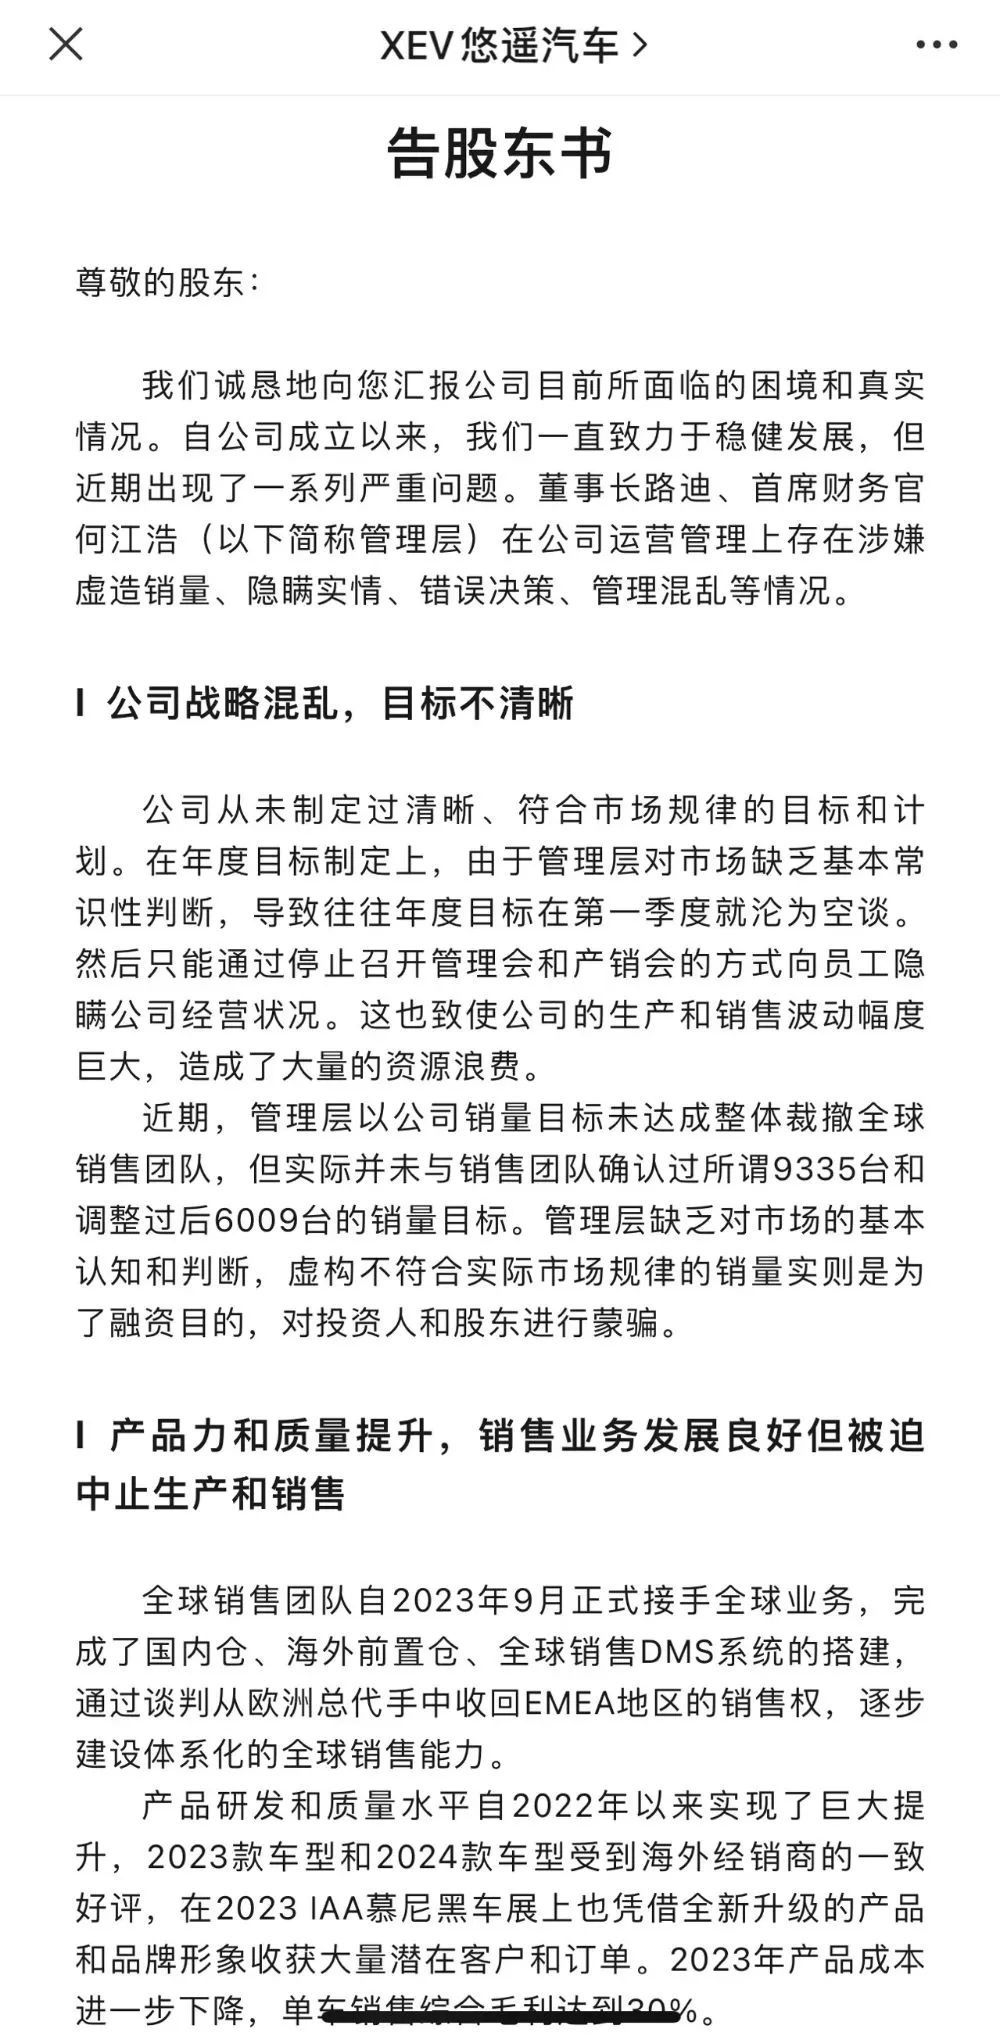 XEV悠遥汽车
告股东书
尊敬的股东：
我们诚恳地向您汇报公司目前所面临的困境和真实
情况。自公司成立以来，我们一直致力于稳健发展，但
近期出现了一系列严重问题。董事长路迪、首席财务官
何江浩（以下简称管理层）在公司运营管理上存在涉嫌
虚造销量、隐瞒实情、错误决策、管理混乱等情况。
I 公司战略混乱，目标不清晰
公司从未制定过清晰、符合市场规律的目标和计
划。在年度目标制定上，由于管理层对市场缺乏基本常
识性判断，导致往往年度目标在第一季度就沦为空谈。
然后只能通过停止召开管理会和产销会的方式向员工隐
瞒公司经营状况。这也致使公司的生产和销售波动幅度
巨大，造成了大量的资源浪费。
近期，管理层以公司销量目标未达成整体裁撤全球
销售团队，但实际并未与销售团队确认过所谓9335台和
调整过后6009台的销量目标。管理层缺乏对市场的基本
认知和判断，虚构不符合实际市场规律的销量实则是为
了融资目的，对投资人和股东进行蒙骗。
I 产品力和质量提升，销售业务发展良好但被迫
中止生产和销售
全球销售团队自2023年9月正式接手全球业务，完
成了国内仓、海外前置仓、全球销售DMS系统的搭建，
通过谈判从欧洲总代手中收回EMEA地区的销售权，逐步
建设体系化的全球销售能力。
产品研发和质量水平自2022年以来实现了巨大提
升，2023款车型和2024款车型受到海外经销商的一致
好评，在2023 IAA慕尼黑车展上也凭借全新升级的产品
和品牌形象收获大量潜在客户和订单。2023年产品成本
进一步下降，单车销售综合毛利达到30%。